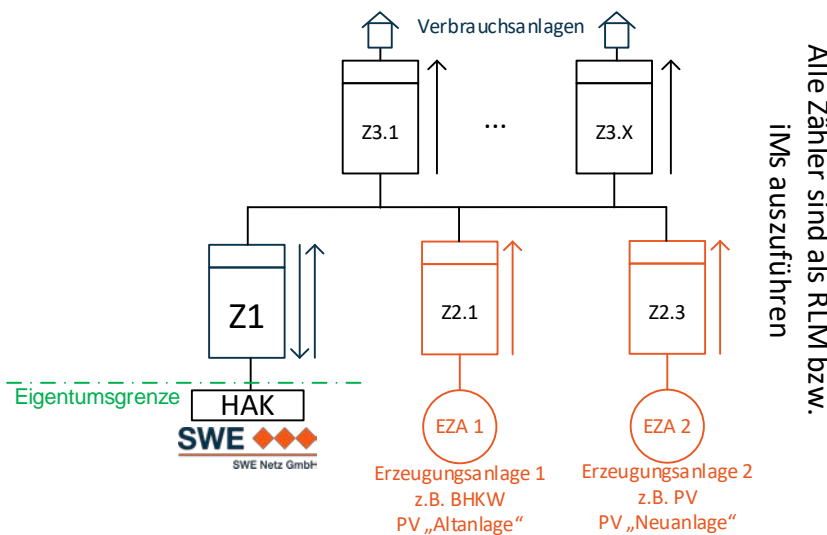 Verbrauchsanlagen
Z3.1
...
Z3.X
Alle Zähler sind als RLM bzw.
iMs auszuführen
Z1
Z2.1
Z2.3
Eigentumsgrenze
HAK
EZA 1
EZA 2
SWE
SWE Netz GmbH
Erzeugungsanlage 1
z.B. BHKW
PV „Altanlage“
Erzeugungsanlage 2
z.B. PV
PV „Neuanlage“